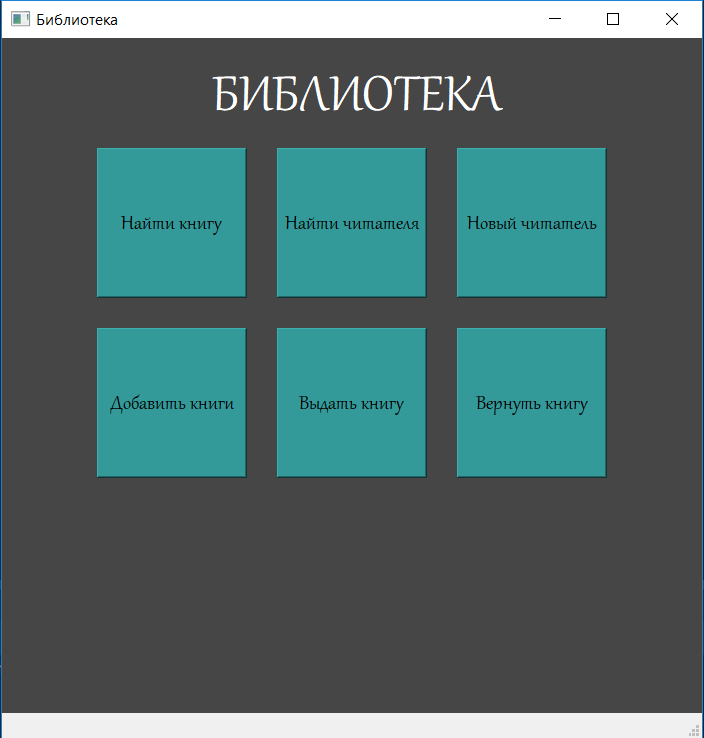 Библиотека
БИБЛИОТЕКА
Найти книгу
Найти читателя
Новый читатель
Добавить книги
Выдать книгу
Вернуть книгу